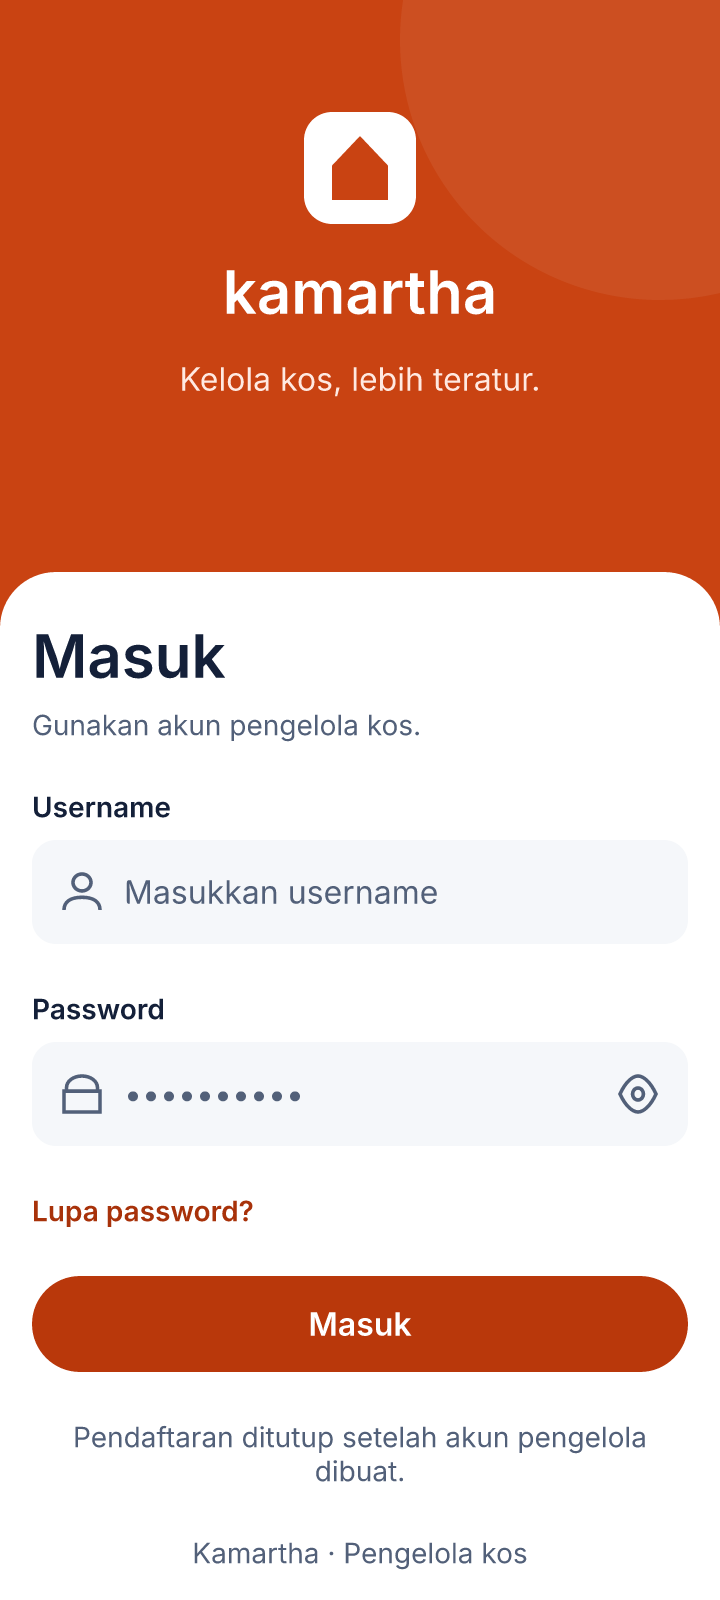 kamartha
Kelola kos, lebih teratur.
Masuk
Gunakan akun pengelola kos.
Username
Masukkan username
Password
••••••••••
Lupa password?
Masuk
Pendaftaran ditutup setelah akun pengelola
dibuat.
Kamartha · Pengelola kos